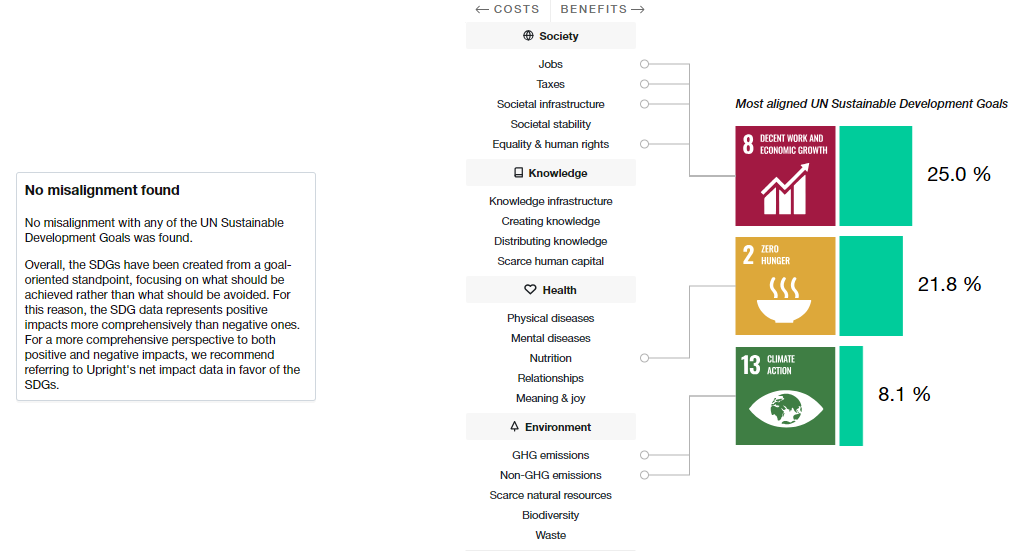 ← COSTS BENEFITS →
Society
Jobs
Taxes
Societal infrastructure
Societal stability
Equality & human rights
Knowledge
Knowledge infrastructure
Creating knowledge
Distributing knowledge
Scarce human capital
Health
Physical diseases
Mental diseases
Nutrition
Relationships
Meaning & joy
Environment
GHG emissions
Non-GHG emissions
Scarce natural resources
Biodiversity
Waste
No misalignment found
No misalignment with any of the UN Sustainable
Development Goals was found.
Overall, the SDGs have been created from a goal-
oriented standpoint, focusing on what should be
achieved rather than what should be avoided. For
this reason, the SDG data represents positive
impacts more comprehensively than negative ones.
For a more comprehensive perspective to both
positive and negative impacts, we recommend
referring to Upright's net impact data in favor of the
SDGs.
Most aligned UN Sustainable Development Goals
8 DECENT WORK AND
ECONOMIC GROWTH
25.0 %
2 ZERO
HUNGER
21.8 %
13 CLIMATE
ACTION
8.1 %